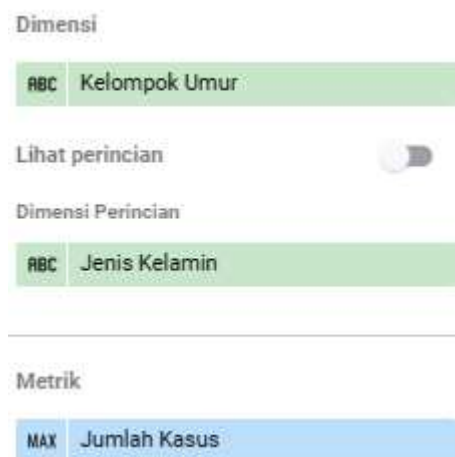 Dimensi
ABC Kelompok Umur
Lihat perincian
Dimensi Perincian
ABC Jenis Kelamin
Metrik
MAX Jumlah Kasus